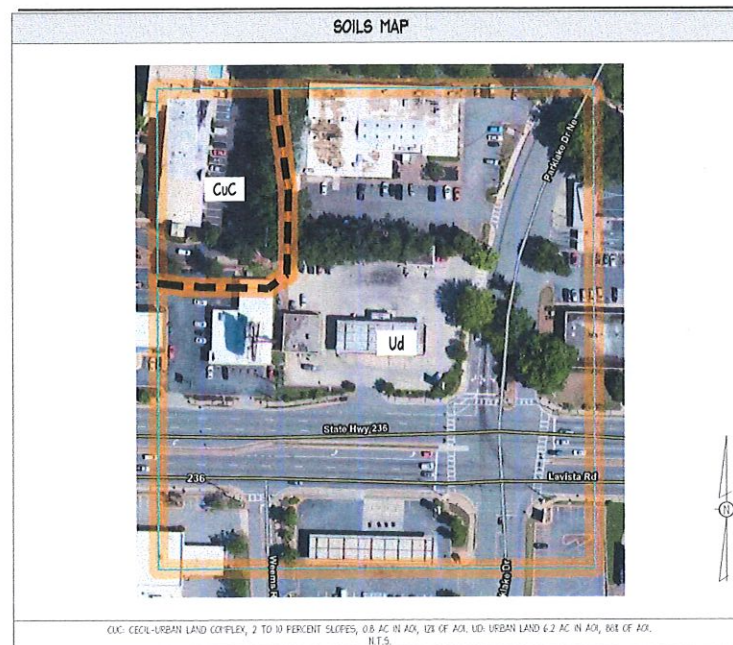 SOILS MAP
Parklake Dr Ne
CuC
Ud
State Hwy 236
236
Lavista Rd
Weems R
klake Dr
N
CUC: CECIL-URBAN LAND COMPLEX, 2 TO 10 PERCENT SLOPES, 0.8 AC IN AOI, 12% OF AOI. UD: URBAN LAND 6.2 AC IN AOI, 88% OF AOI.
N.T.S.